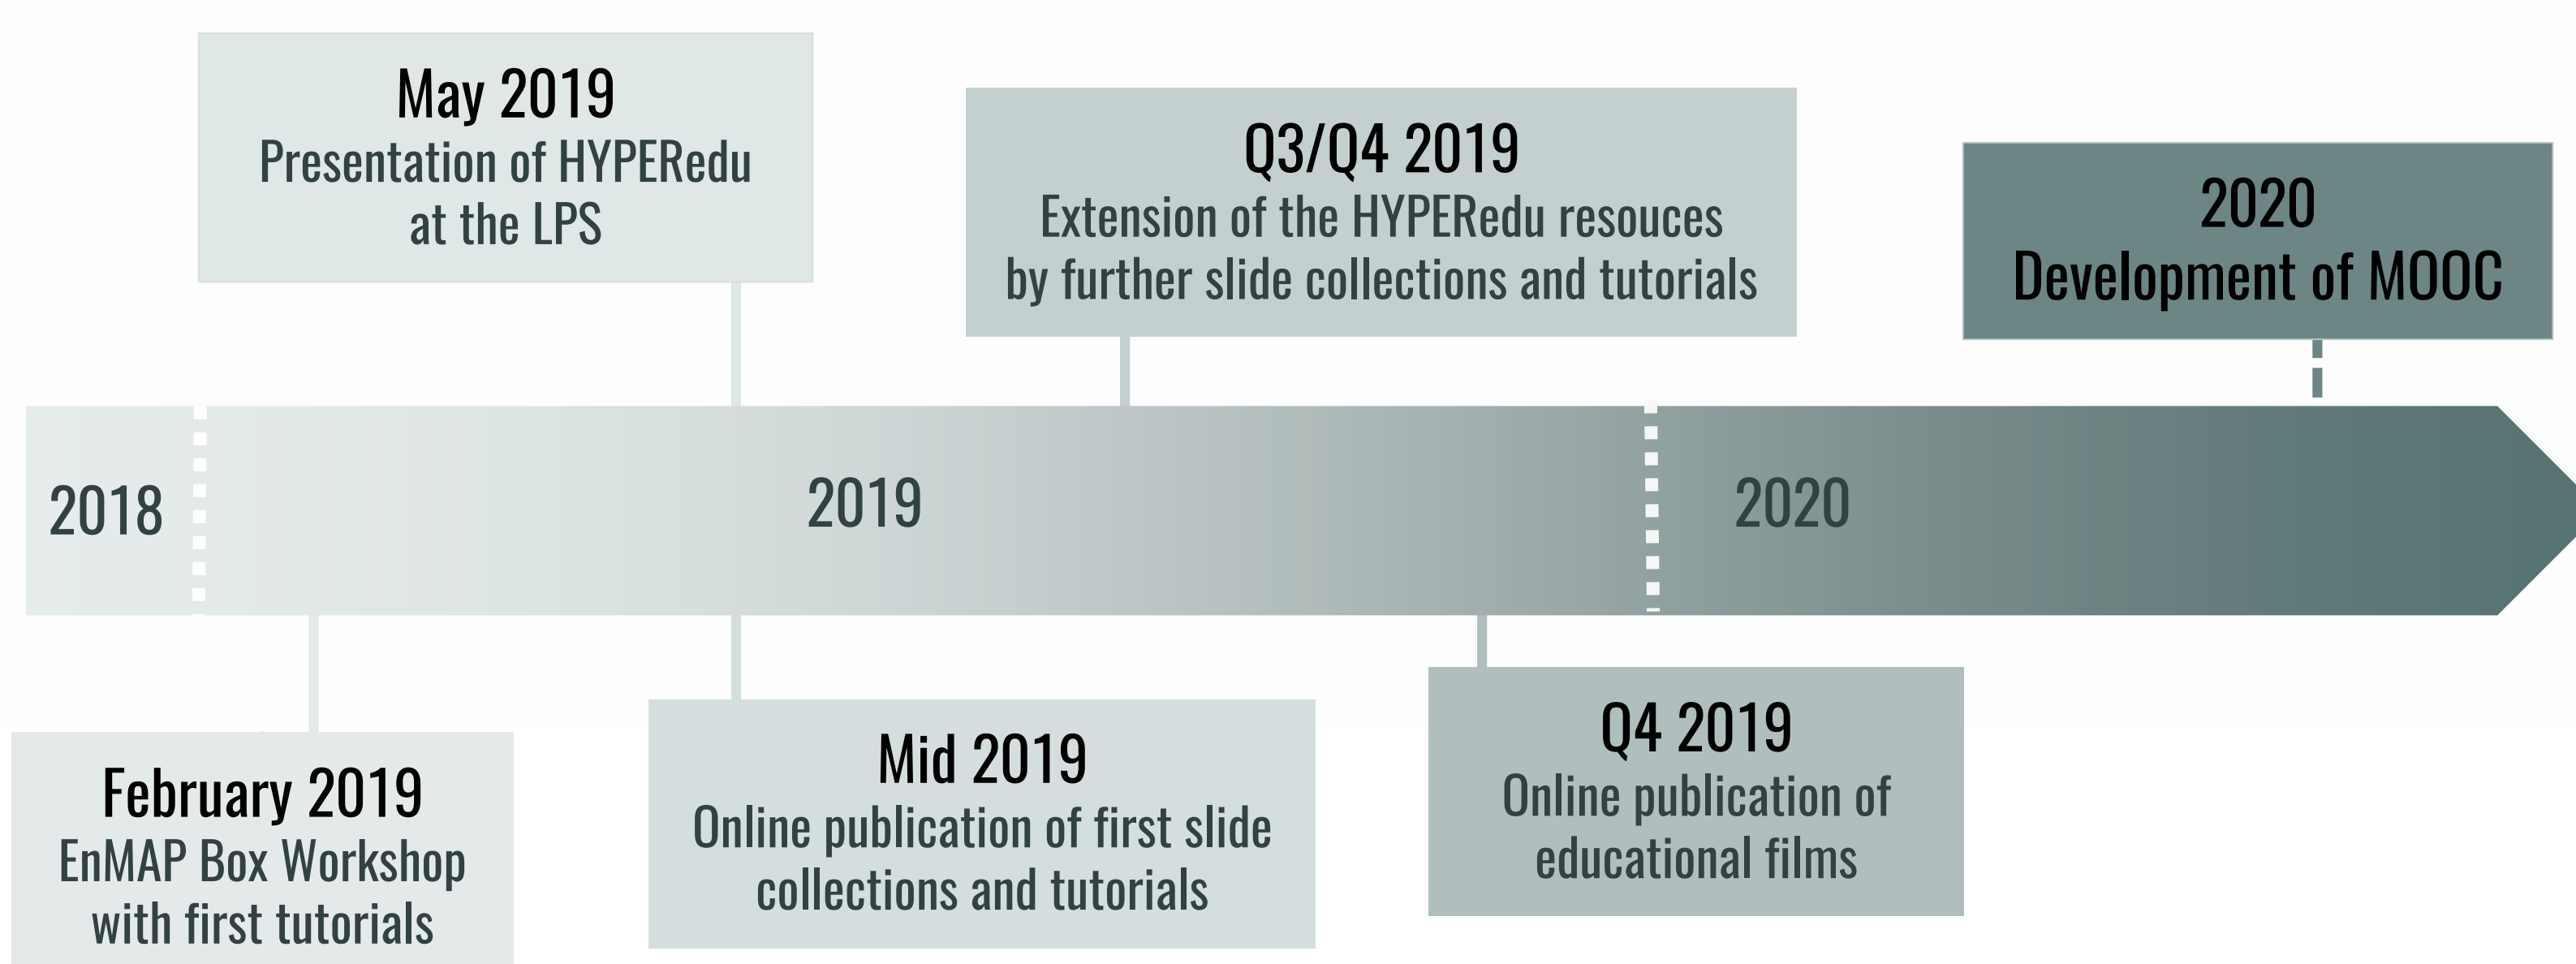 May 2019
Presentation of HYPERedu
at the LPS
Q3/Q4 2019
Extension of the HYPERedu resouces
by further slide collections and tutorials
2020
Development of MOOC
2018
2019
2020
February 2019
EnMAP Box Workshop
with first tutorials
Mid 2019
Online publication of first slide
collections and tutorials
Q4 2019
Online publication of
educational films